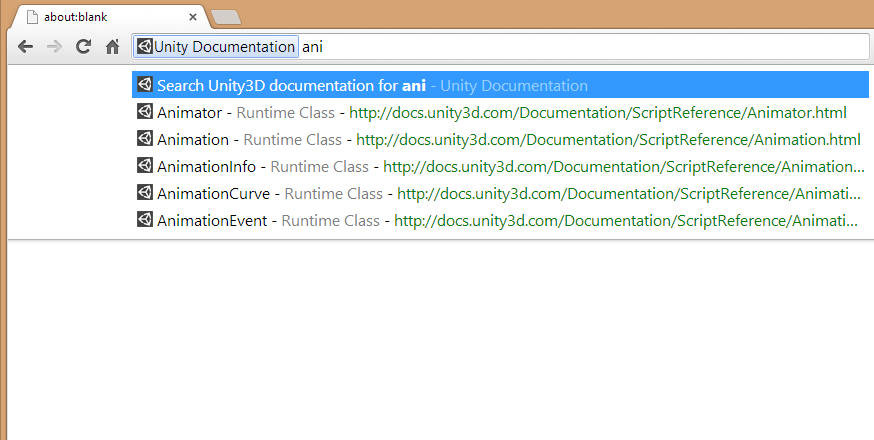 about:blank
Unity Documentation ani
Search Unity3D documentation for ani - Unity Documentation
Animator - Runtime Class - http://docs.unity3d.com/Documentation/ScriptReference/Animator.html
Animation - Runtime Class - http://docs.unity3d.com/Documentation/ScriptReference/Animation.html
AnimationInfo - Runtime Class - http://docs.unity3d.com/Documentation/ScriptReference/Animation...
AnimationCurve - Runtime Class - http://docs.unity3d.com/Documentation/ScriptReference/Animati...
AnimationEvent - Runtime Class - http://docs.unity3d.com/Documentation/ScriptReference/Animati...